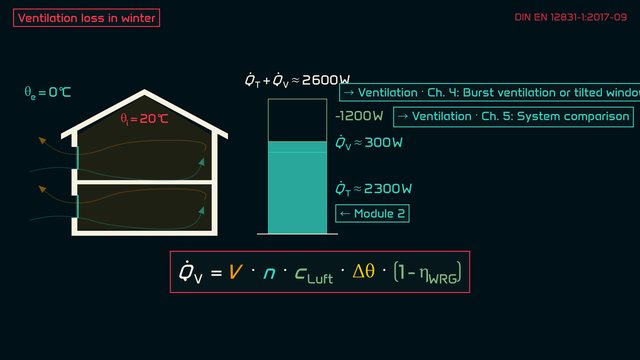 Ventilation loss in winter
DIN EN 12831-1:2017-09
θe = 0 °C
θi = 20 °C
Q̇T + Q̇V ≈ 2600 W
→ Ventilation · Ch. 4: Burst ventilation or tilted windo
-1200 W
→ Ventilation · Ch. 5: System comparison
Q̇V ≈ 300 W
Q̇T ≈ 2300 W
← Module 2
Q̇V = V · n · cLuft · Δθ · (1 - ηWRG)